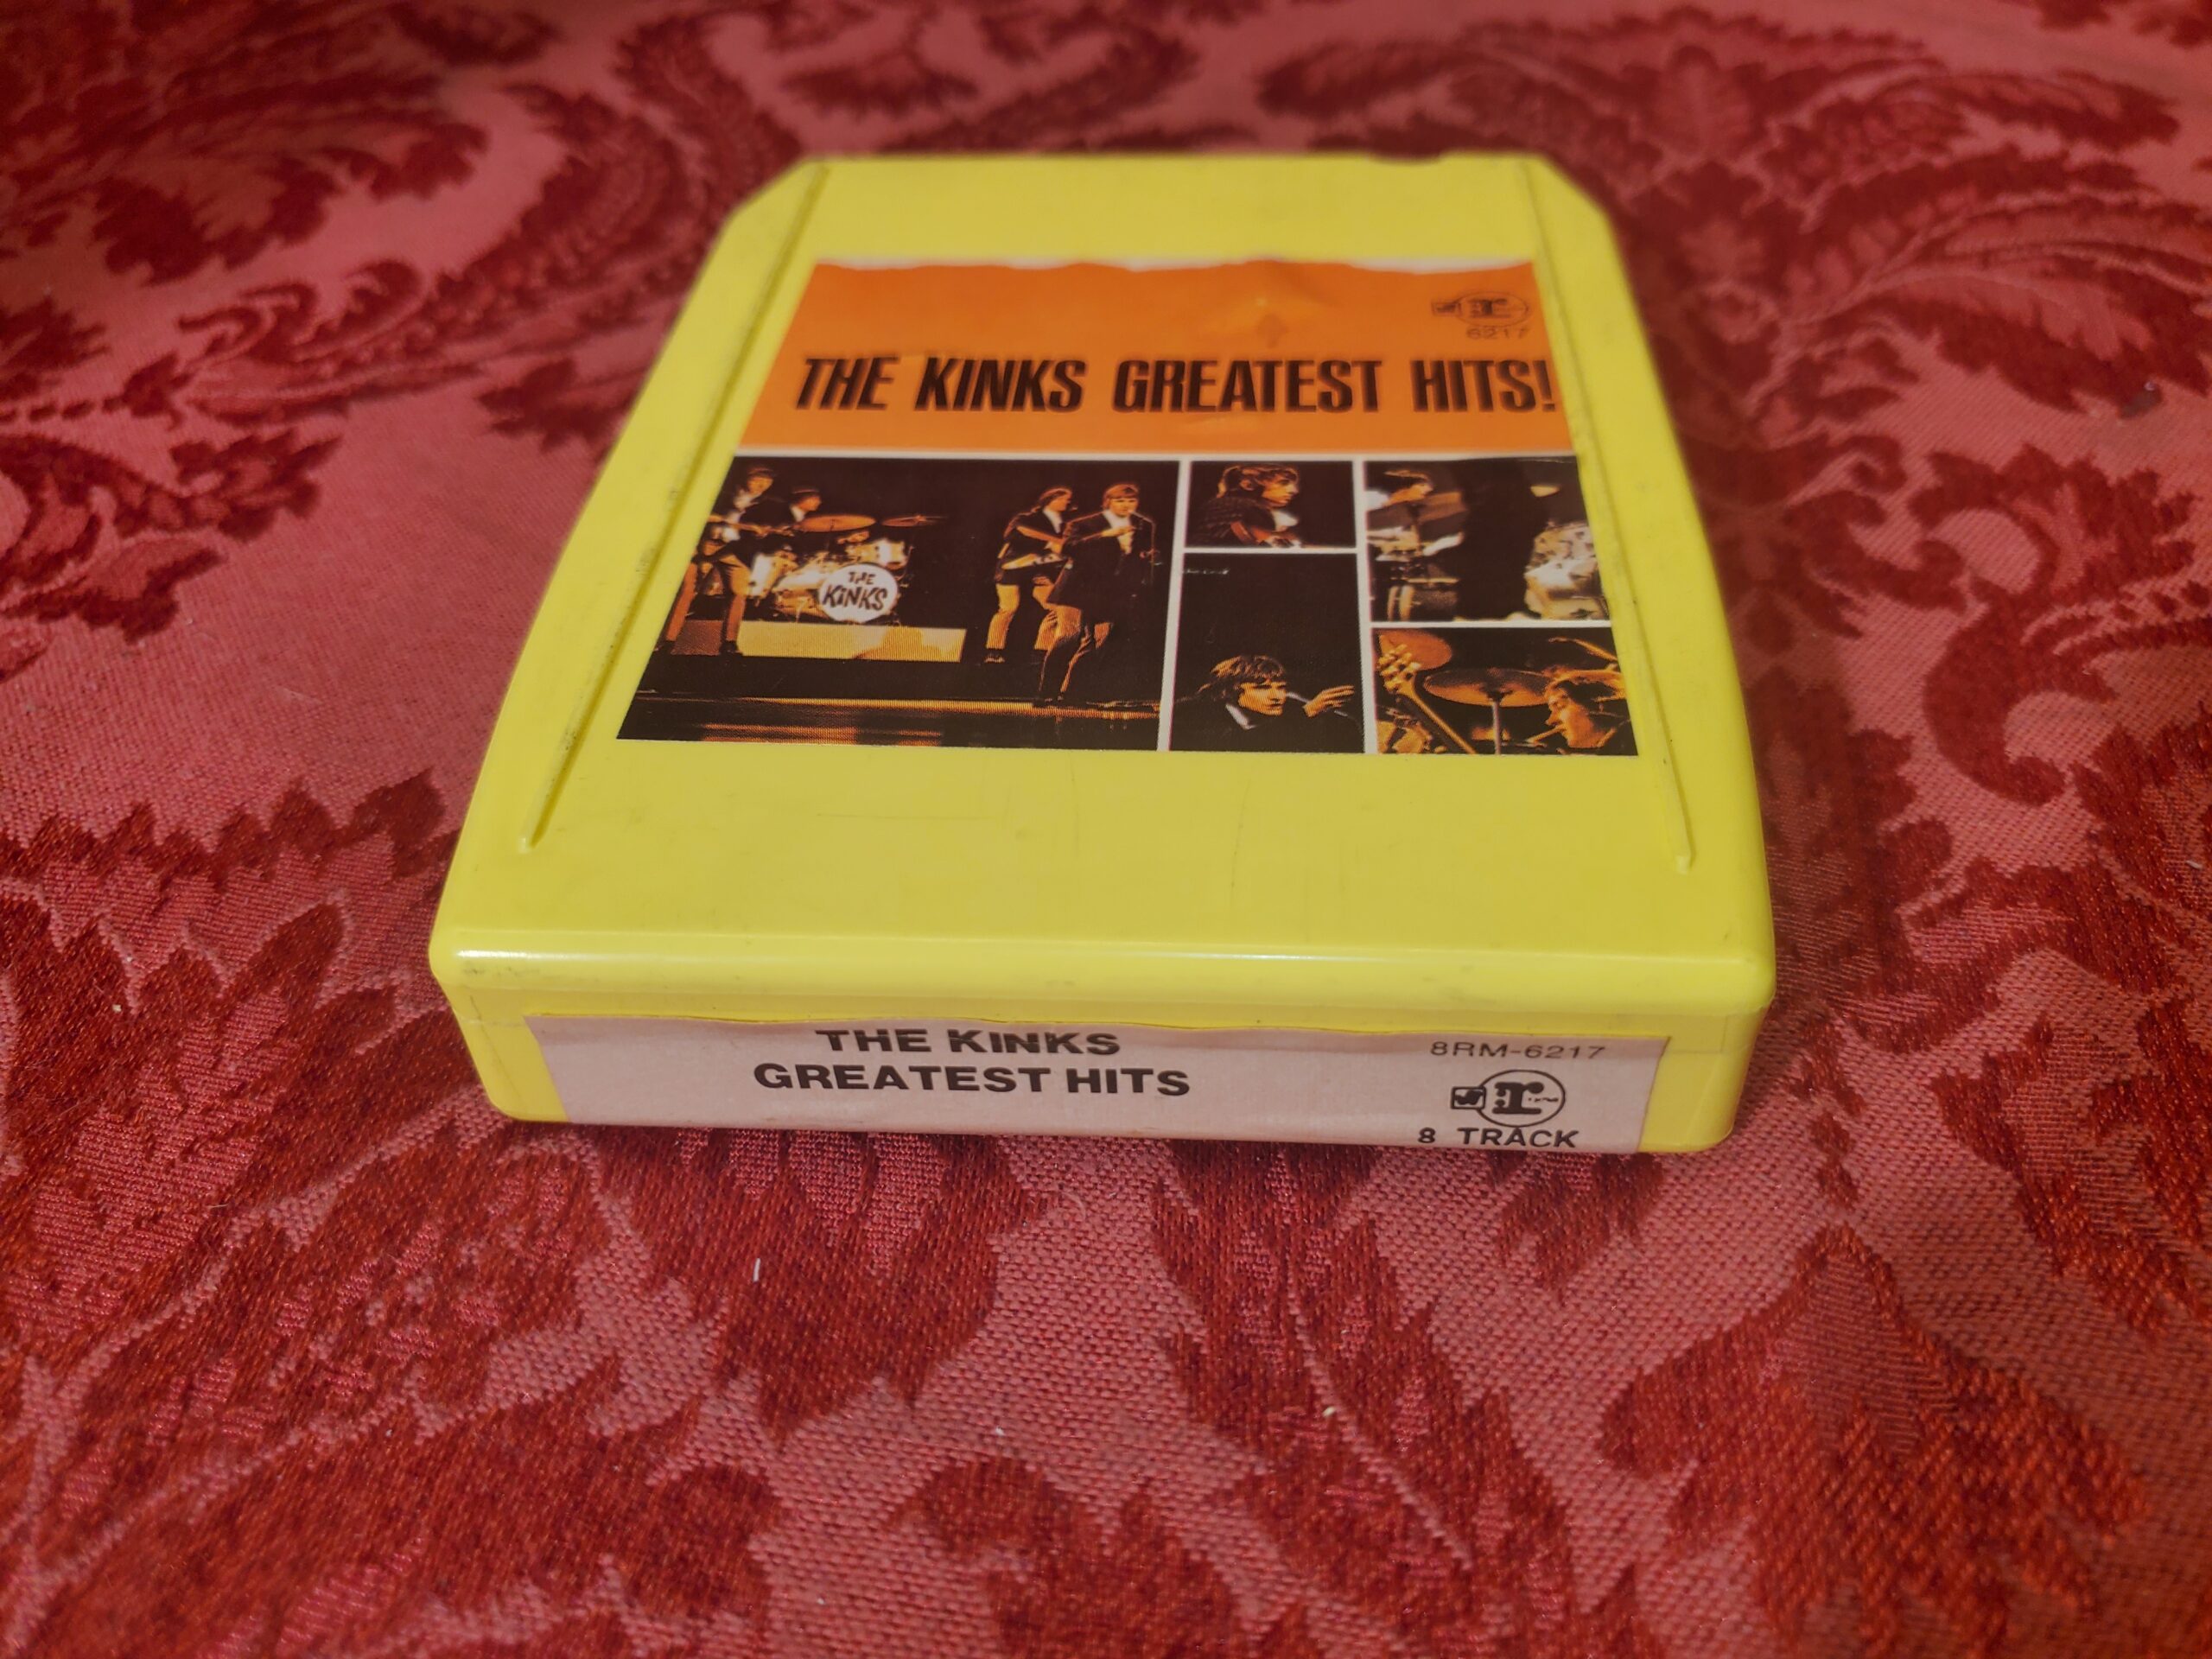 6217
THE KINKS GREATEST HITS!
THE
KINKS
THE KINKS
GREATEST HITS
8RM-6217
r
8 TRACK